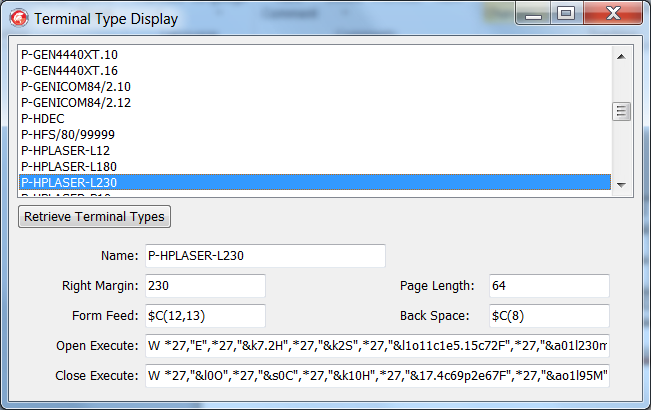 Terminal Type Display
P-GEN4440XT.10
P-GEN4440XT.16
P-GENICOM84/2.10
P-GENICOM84/2.12
P-HDEC
P-HFS/80/99999
P-HPLASER-L12
P-HPLASER-L180
P-HPLASER-L230
Retrieve Terminal Types
Name: P-HPLASER-L230
Right Margin: 230 Page Length: 64
Form Feed: $C(12,13) Back Space: $C(8)
Open Execute: W *27,"E",*27,"&k7.2H",*27,"&k2S",*27,"&l1o11c1e5.15c72F",*27,"&a01l230m
Close Execute: W *27,"&l0O",*27,"&s0C",*27,"&k10H",*27,"&17.4c69p2e67F",*27,"&ao1l95M"